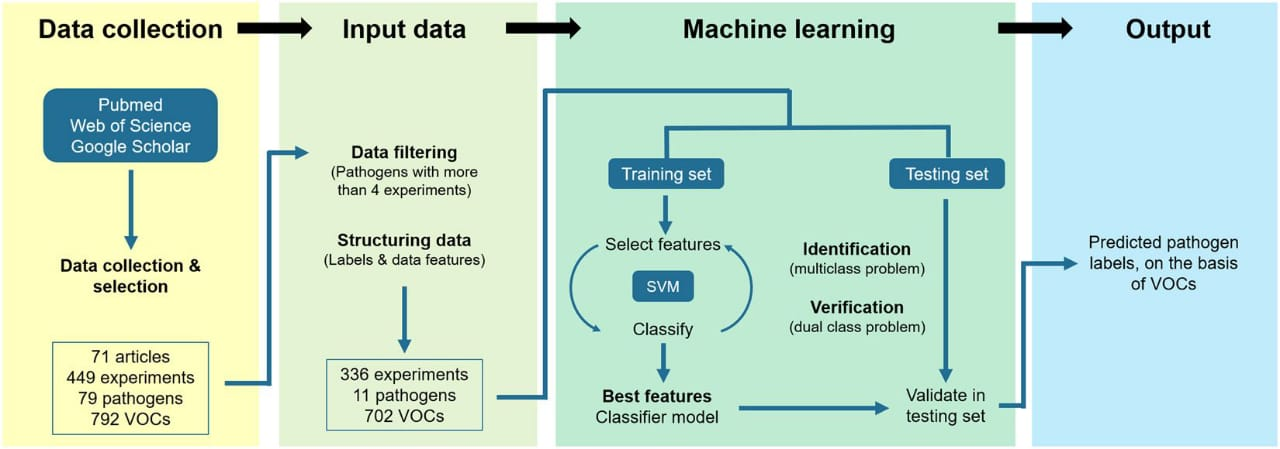 Data collection
Input data
Machine learning
Output
Pubmed
Web of Science
Google Scholar
Data collection &
selection
71 articles
449 experiments
79 pathogens
792 VOCs
Data filtering
(Pathogens with more
than 4 experiments)
Structuring data
(Labels & data features)
336 experiments
11 pathogens
702 VOCs
Training set
Testing set
Select features
SVM
Classify
Identification
(multiclass problem)
Verification
(dual class problem)
Best features
Classifier model
Validate in
testing set
Predicted pathogen
labels, on the basis
of VOCs